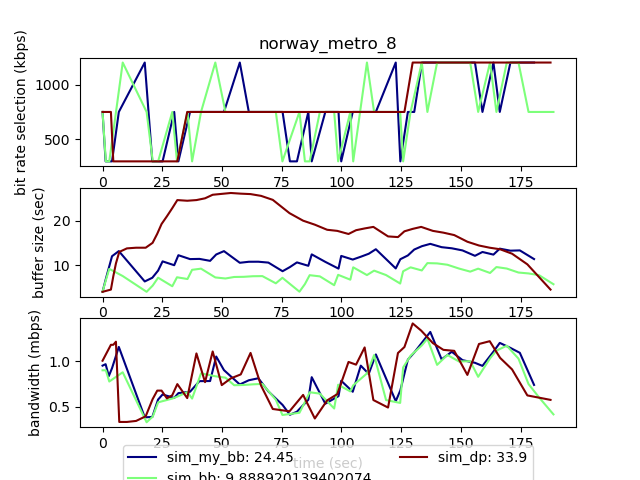 norway_metro_8
bit rate selection (kbps)
1000
500
0 25 50 75 100 125 150 175
buffer size (sec)
20
10
0 25 50 75 100 125 150 175
bandwidth (mbps)
1.0
0.5
0 25 50 75 100 125 150 175
time (sec)
sim_my_bb: 24.45 sim_dp: 33.9
sim_bb: 9.888920139402074